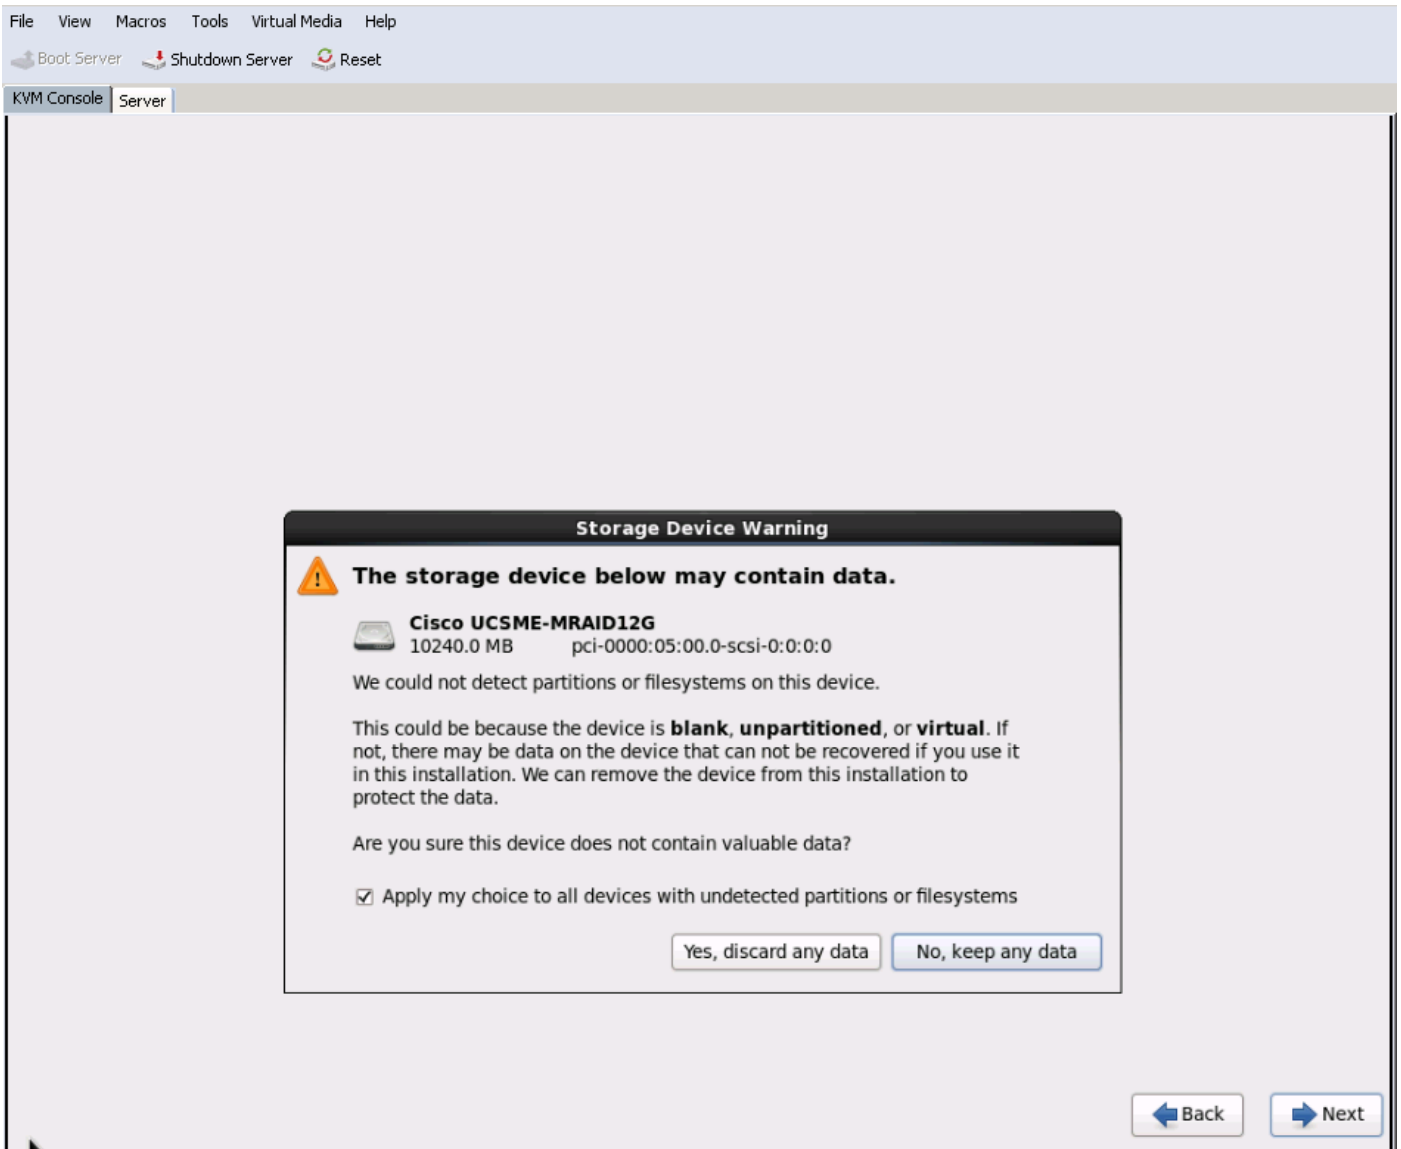 File View Macros Tools Virtual Media Help
Boot Server Shutdown Server Reset
KVM Console Server
Storage Device Warning
The storage device below may contain data.
Cisco UCSME-MRAID12G
10240.0 MB pci-0000:05:00.0-scsi-0:0:0:0
We could not detect partitions or filesystems on this device.
This could be because the device is blank, unpartitioned, or virtual. If
not, there may be data on the device that can not be recovered if you use it
in this installation. We can remove the device from this installation to
protect the data.
Are you sure this device does not contain valuable data?
Apply my choice to all devices with undetected partitions or filesystems
Yes, discard any data No, keep any data
Back Next